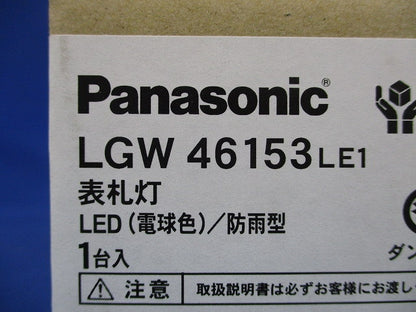 Panasonic®
LGW 46153 LE1
表札灯
LED(電球色)/防雨型
1台入
ダン
⚠ 注意 取扱説明書は必ずお客様にお渡し